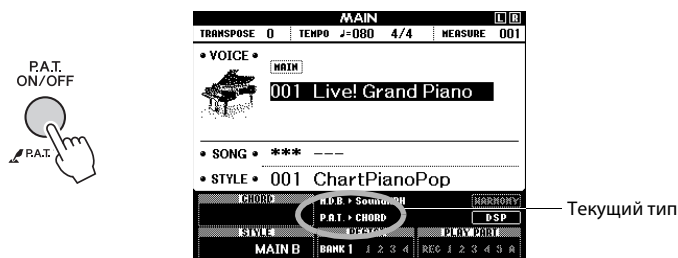 P.A.T.
ON/OFF
P.A.T.
MAIN
L R
TRANSPOSE 0 TEMPO ♩=080 4/4 MEASURE 001
• VOICE •
MAIN
001 Live! Grand Piano
• SONG • *** ---
• STYLE • 001 ChartPianoPop
CHORD
M.D.B. ▸
HARMONY
P.A.T. ▸ CHORD
DSP
STYLE
PLAY PART
MAIN B
BANK 1 1 2 3 4
REC 1 2 3 4 5 A
Текущий тип